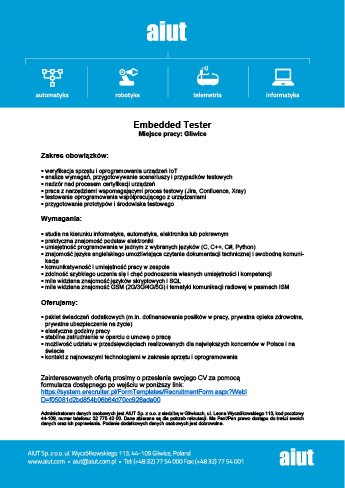 aiut
automatyka
robotyka
telemetria
informatyka
Embedded Tester
Miejsce pracy: Gliwice
Zakres obowiązków:
• weryfikacja sprzętu i oprogramowania urządzeń IoT
• analiza wymagań, przygotowywanie scenariuszy i przypadków testowych
• nadzór nad procesem certyfikacji urządzeń
• praca z narzędziami wspomagającymi proces testowy (Jira, Confluence, Xray)
• testowanie oprogramowania współpracującego z urządzeniami
• przygotowanie prototypów i środowiska testowego
Wymagania:
• studia na kierunku informatyka, automatyka, elektronika lub pokrewnym
• praktyczna znajomość podstaw elektroniki
• umiejętność programowania w jednym z wybranych języków (C, C++, C#, Python)
• znajomość języka angielskiego umożliwiająca czytanie dokumentacji technicznej i swobodną komuni-
kację
• komunikatywność i umiejętność pracy w zespole
• zdolność szybkiego uczenia się i chęć podnoszenia własnych umiejętności i kompetencji
• mile widziana znajomość języków skryptowych i SQL
• mile widziana znajomość GSM (2G/3G/4G/5G) i tematyki komunikacji radiowej w pasmach ISM
Oferujemy:
• pakiet świadczeń dodatkowych (m.in. dofinansowanie posiłków w pracy, prywatna opieka zdrowotna,
prywatne ubezpieczenie na życie)
• elastyczne godziny pracy
• stabilne zatrudnienie w oparciu o umowę o pracę
• możliwość udziału w przedsięwzięciach realizowanych dla największych koncernów w Polsce i na
świecie
• kontakt z najnowszymi technologiami w zakresie sprzętu i oprogramowania
Zainteresowanych ofertą prosimy o przesłanie swojego CV za pomocą
formularza dostępnego po wejściu w poniższy link:
https://system.erecruiter.pl/FormTemplates/RecruitmentForm.aspx?WebI
D=f05081d2bd854b06b64d70cc926ada00
Administratorem danych osobowych jest AIUT Sp. z o.o. z siedzibą w Gliwicach, ul. Leona Wyczółkowskiego 113, kod pocztowy
44-109, numer telefonu: 32 775 40 00. Dane zbierane są dla potrzeb rekrutacji. Ma Pani/Pan prawo dostępu do treści swoich
danych oraz ich poprawiania. Podanie dodatkowych danych osobowych jest dobrowolne.
AIUT Sp. z o.o. ul. Wyczółkowskiego 113, 44-109 Gliwice, Poland
www.aiut.com • aiut@aiut.com.pl • Tel: (+48 32) 77 54 000 Fax: (+48 32) 77 54 001
aiut